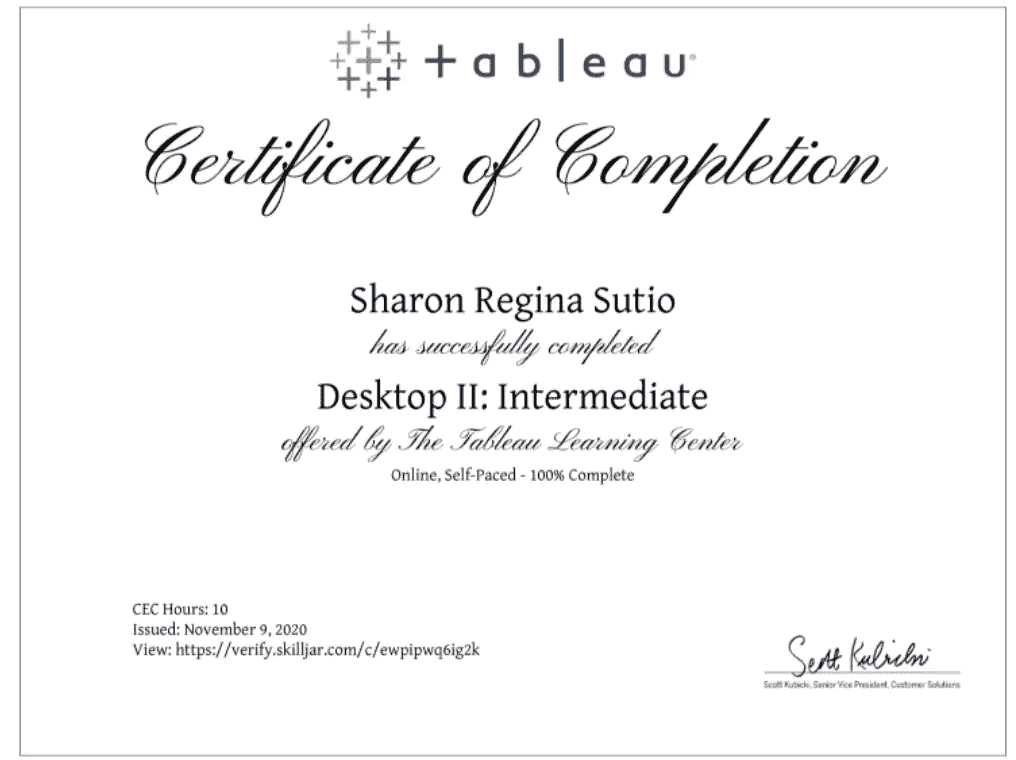 +ableau®
Certificate of Completion
Sharon Regina Sutio
has successfully completed
Desktop II: Intermediate
offered by The Tableau Learning Center
Online, Self-Paced - 100% Complete
CEC Hours: 10
Issued: November 9, 2020
View: https://verify.skilljar.com/c/ewpipwq6ig2k
Scott Kubicki
Scott Kubicki, Senior Vice President, Customer Solutions